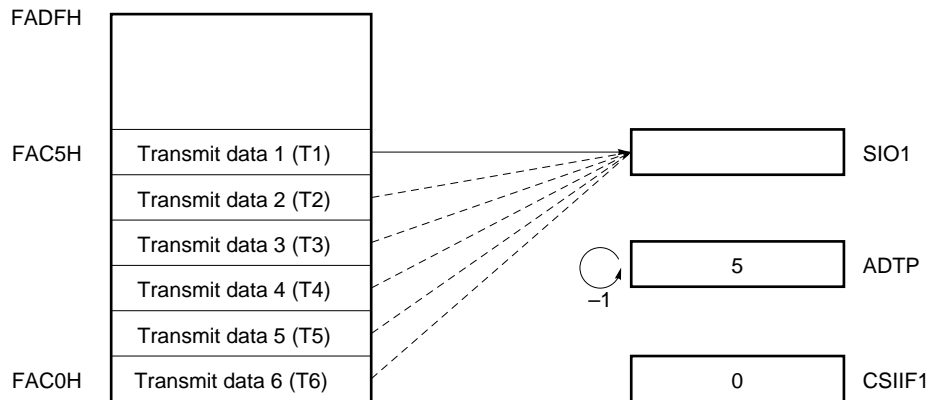 FADFH
FAC5H Transmit data 1 (T1) SIO1
Transmit data 2 (T2)
Transmit data 3 (T3)
5 ADTP
Transmit data 4 (T4)
–1
Transmit data 5 (T5)
FAC0H Transmit data 6 (T6) 0 CSIIF1